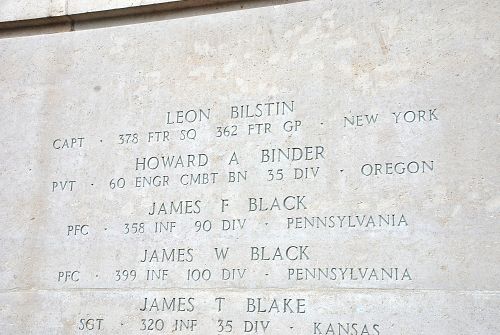 LEON BILSTIN
CAPT · 378 FTR SQ 362 FTR GP · NEW YORK
HOWARD A BINDER
PVT · 60 ENGR CMBT BN 35 DIV · OREGON
JAMES F BLACK
PFC · 358 INF 90 DIV · PENNSYLVANIA
JAMES W BLACK
PFC · 399 INF 100 DIV · PENNSYLVANIA
JAMES T BLAKE
SGT · 320 INF 35 DIV · KANSAS